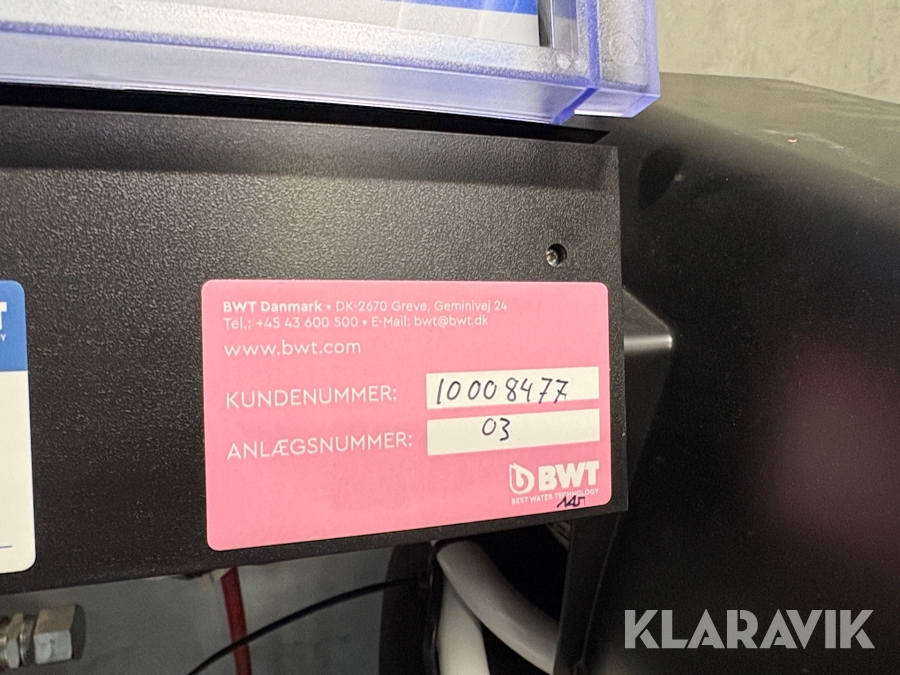 BWT Danmark • DK-2670 Greve, Geminivej 24
Tel.: +45 43 600 500 • E-Mail: bwt@bwt.dk
www.bwt.com
KUNDENUMMER: 10008477
ANLÆGSNUMMER: 03
BWT
BEST WATER TECHNOLOGY
KLARAVIK